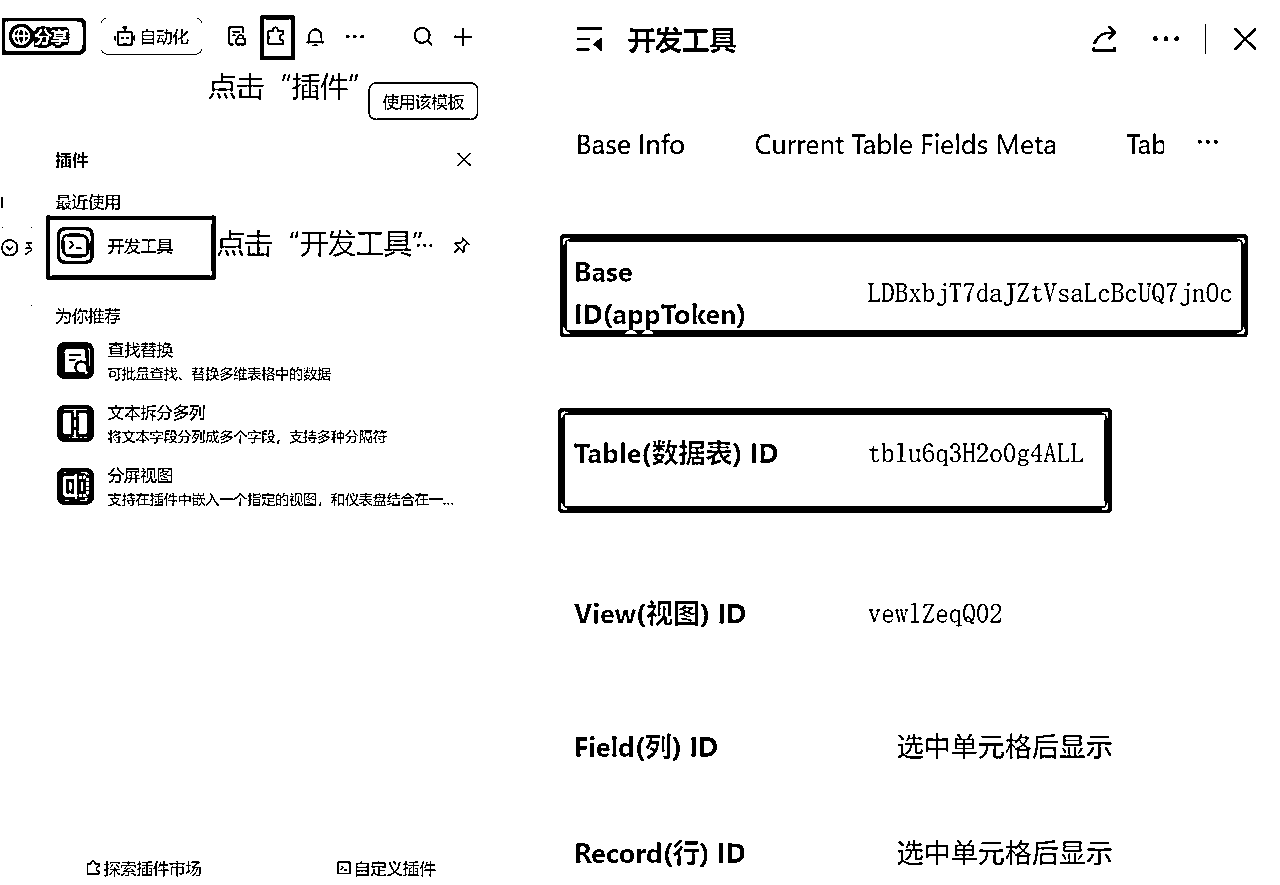 分享
自动化
点击“插件”
使用该模板
插件
最近使用
开发工具
点击“开发工具”
为你推荐
查找替换
可批量查找、替换多维表格中的数据
文本拆分多列
将文本字段分列成多个字段，支持多种分隔符
分屏视图
支持在插件中嵌入一个指定的视图，和仪表盘结合在一...
探索插件市场
自定义插件
开发工具
Base Info
Current Table Fields Meta
Tab
Base
ID(appToken)
LDBxbjT7daJZtVsaLcBcUQ7jn0c
Table(数据表) ID
tblu6q3H2o0g4ALL
View(视图) ID
vewlZeqQ02
Field(列) ID
选中单元格后显示
Record(行) ID
选中单元格后显示